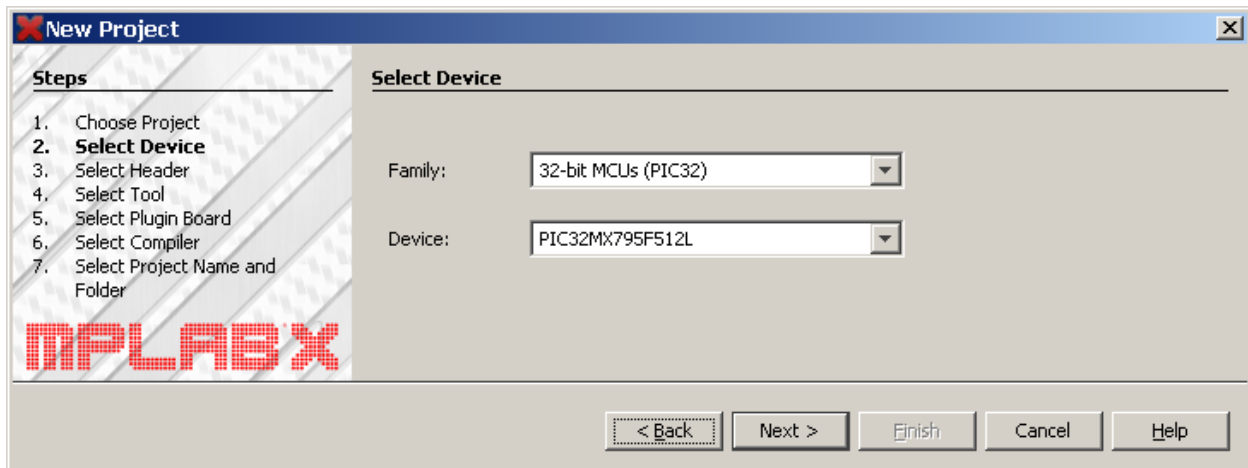 New Project
Steps
1. Choose Project
2. Select Device
3. Select Header
4. Select Tool
5. Select Plugin Board
6. Select Compiler
7. Select Project Name and
Folder
MPLAB X
Select Device
Family: 32-bit MCUs (PIC32)
Device: PIC32MX795F512L
< Back Next > Finish Cancel Help